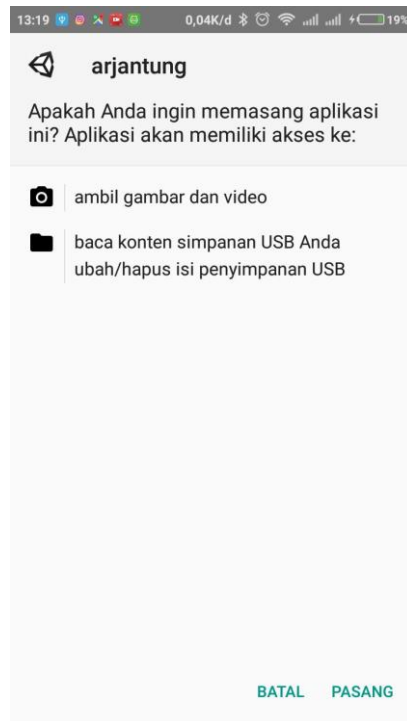 13:19 0,04K/d 19%
arjantung
Apakah Anda ingin memasang aplikasi
ini? Aplikasi akan memiliki akses ke:
ambil gambar dan video
baca konten simpanan USB Anda
ubah/hapus isi penyimpanan USB
BATAL PASANG